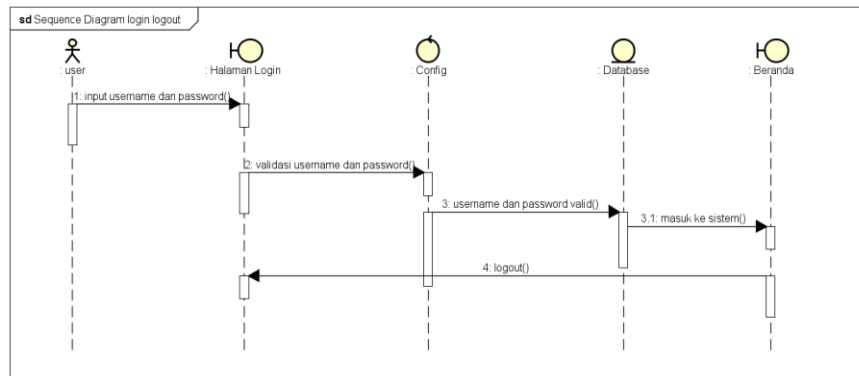 sd Sequence Diagram login logout
: user
: Halaman Login
: Config
: Database
: Beranda
1: input username dan password()
2: validasi username dan password()
3: username dan password valid()
3.1: masuk ke sistem()
4: logout()